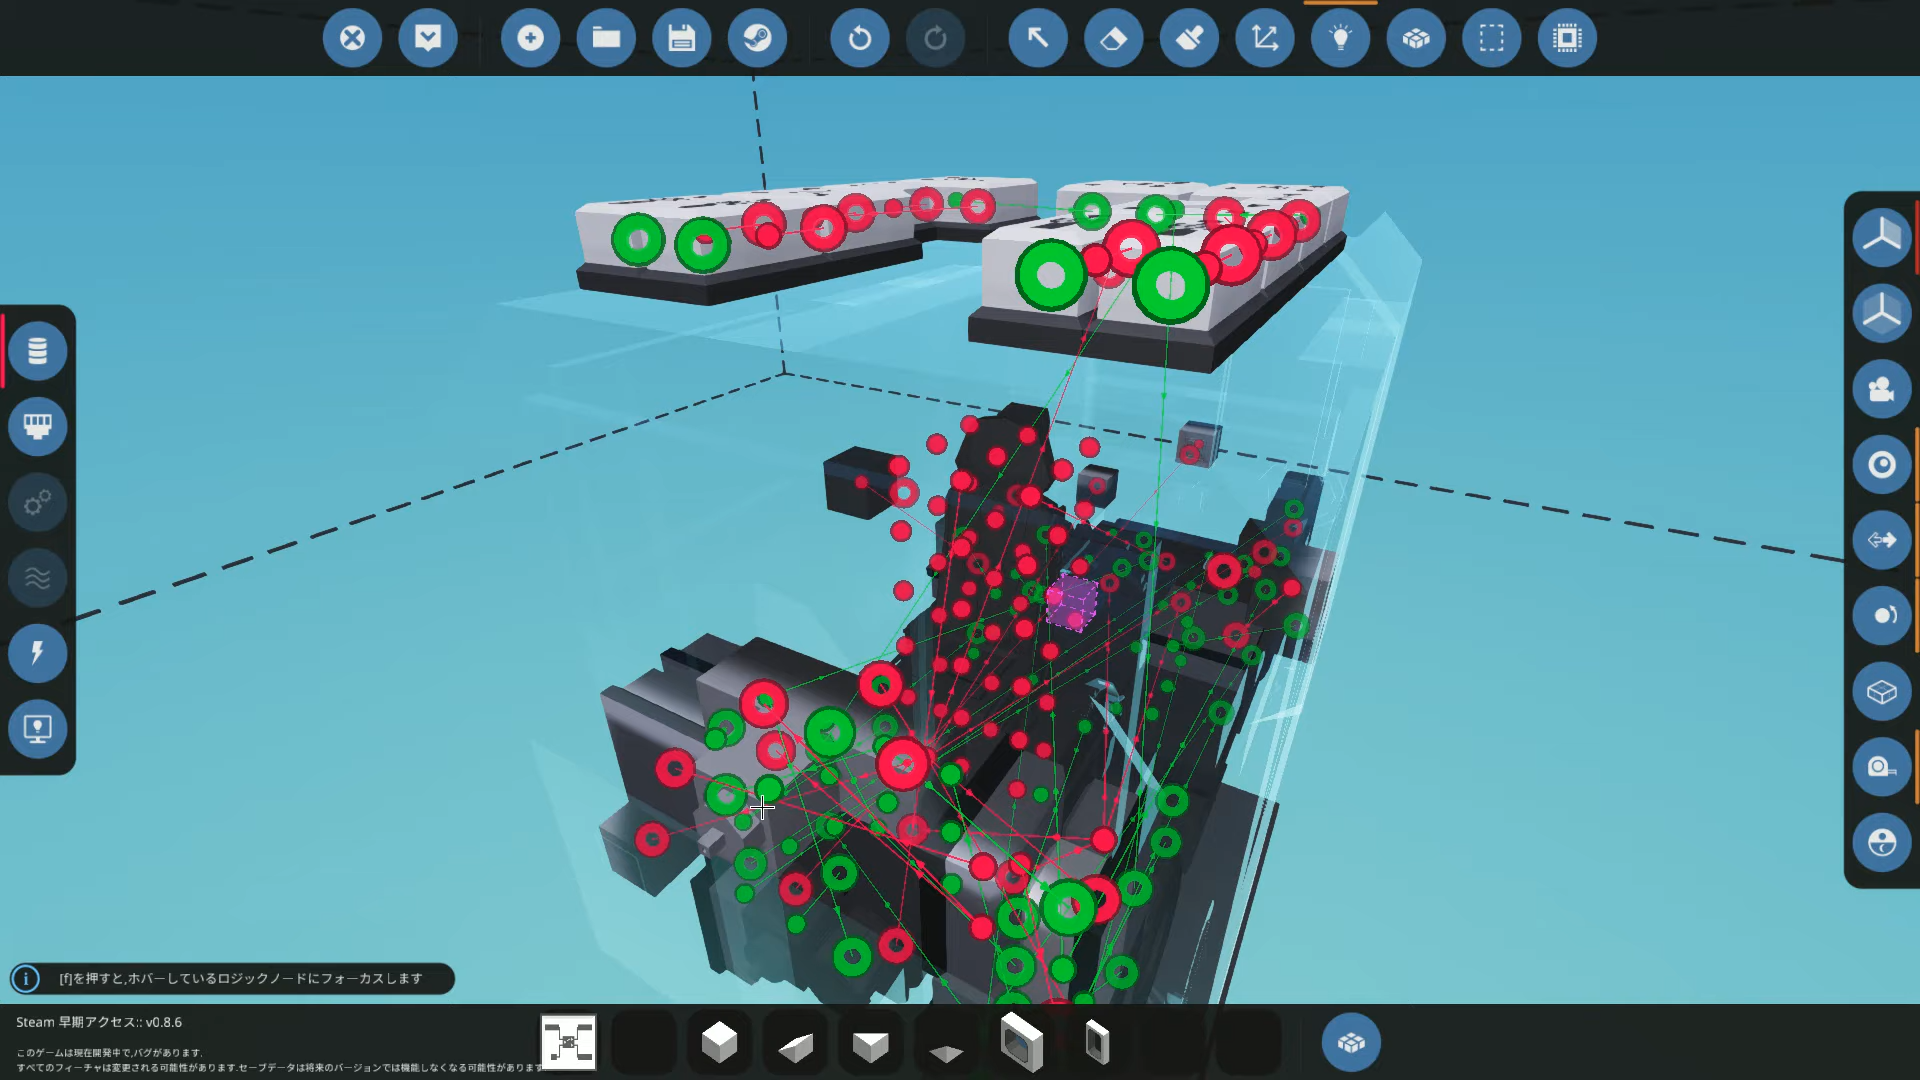 [f]を押すと,ホバーしているロジックノードにフォーカスします
Steam 早期アクセス:: v0.8.6
このゲームは現在開発中で,バグがあります.
すべてのフィーチャは変更される可能性があります.セーブデータは将来のバージョンでは機能しなくなる可能性があります